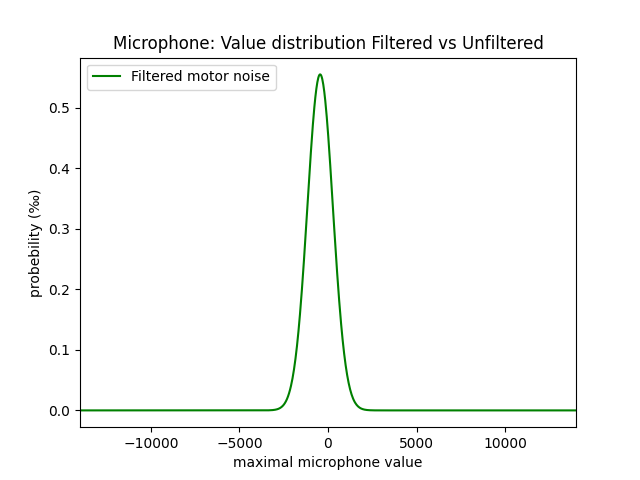 Microphone: Value distribution Filtered vs Unfiltered
Filtered motor noise
probebility (‰)
0.5
0.4
0.3
0.2
0.1
0.0
−10000 −5000 0 5000 10000
maximal microphone value